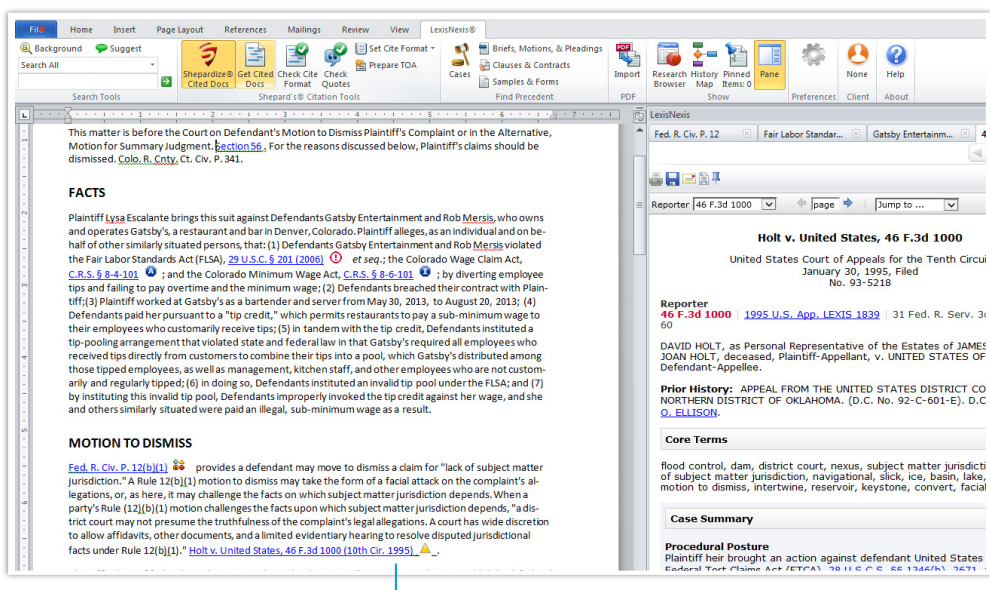 File Home Insert Page Layout References Mailings Review View LexisNexis®
Background Suggest
Search All
Search Tools
Shepardize® Cited Docs
Get Cited Docs
Check Cite Format
Check Quotes
Set Cite Format
Prepare TOA
Shepard's® Citation Tools
Cases
Briefs, Motions, & Pleadings
Clauses & Contracts
Samples & Forms
Find Precedent
Import
PDF
Research Browser
History Map
Pinned Items: 0
Pane
Show
Preferences
None
Client
Help
About
This matter is before the Court on Defendant's Motion to Dismiss Plaintiff's Complaint or in the Alternative,
Motion for Summary Judgment. Section 56 . For the reasons discussed below, Plaintiff's claims should be
dismissed. Colo. R. Cnty. Ct. Civ. P. 341.
FACTS
Plaintiff Lysa Escalante brings this suit against Defendants Gatsby Entertainment and Rob Mersis, who owns
and operates Gatsby's, a restaurant and bar in Denver, Colorado. Plaintiff alleges, as an individual and on be-
half of other similarly situated persons, that: (1) Defendants Gatsby Entertainment and Rob Mersis violated
the Fair Labor Standards Act (FLSA), 29 U.S.C. § 201 (2006) et seq.; the Colorado Wage Claim Act,
C.R.S. § 8-4-101 ; and the Colorado Minimum Wage Act, C.R.S. § 8-6-101 ; by diverting employee
tips and failing to pay overtime and the minimum wage; (2) Defendants breached their contract with Plain-
tiff;(3) Plaintiff worked at Gatsby's as a bartender and server from May 30, 2013, to August 20, 2013; (4)
Defendants paid her pursuant to a "tip credit," which permits restaurants to pay a sub-minimum wage to
their employees who customarily receive tips; (5) in tandem with the tip credit, Defendants instituted a
tip-pooling arrangement that violated state and federal law in that Gatsby's required all employees who
received tips directly from customers to combine their tips into a pool, which Gatsby's distributed among
those tipped employees, as well as management, kitchen staff, and other employees who are not custom-
arily and regularly tipped; (6) in doing so, Defendants instituted an invalid tip pool under the FLSA; and (7)
by instituting this invalid tip pool, Defendants improperly invoked the tip credit against her wage, and she
and others similarly situated were paid an illegal, sub-minimum wage as a result.
MOTION TO DISMISS
Fed. R. Civ. P. 12(b)(1) provides a defendant may move to dismiss a claim for "lack of subject matter
jurisdiction." A Rule 12(b)(1) motion to dismiss may take the form of a facial attack on the complaint's al-
legations, or, as here, it may challenge the facts on which subject matter jurisdiction depends. When a
party's Rule (12)(b)(1) motion challenges the facts upon which subject matter jurisdiction depends, "a dis-
trict court may not presume the truthfulness of the complaint's legal allegations. A court has wide discretion
to allow affidavits, other documents, and a limited evidentiary hearing to resolve disputed jurisdictional
facts under Rule 12(b)(1)." Holt v. United States, 46 F.3d 1000 (10th Cir. 1995) .
LexisNexis
Fed. R. Civ. P. 12 Fair Labor Standar... Gatsby Entertainm... 4
Reporter 46 F.3d 1000 page Jump to ...
Holt v. United States, 46 F.3d 1000
United States Court of Appeals for the Tenth Circui
January 30, 1995, Filed
No. 93-5218
Reporter
46 F.3d 1000 | 1995 U.S. App. LEXIS 1839 | 31 Fed. R. Serv. 3d
60
DAVID HOLT, as Personal Representative of the Estates of JAMES
JOAN HOLT, deceased, Plaintiff-Appellant, v. UNITED STATES OF
Defendant-Appellee.
Prior History: APPEAL FROM THE UNITED STATES DISTRICT CO
NORTHERN DISTRICT OF OKLAHOMA. (D.C. No. 92-C-601-E). D.C
O. ELLISON.
Core Terms
flood control, dam, district court, nexus, subject matter jurisdicti
of subject matter jurisdiction, navigational, slick, ice, basin, lake,
motion to dismiss, intertwine, reservoir, keystone, convert, facial
Case Summary
Procedural Posture
Plaintiff heir brought an action against defendant United States
Federal Tort Claims Act (FTCA), 28 U.S.C.S. §§ 1346(b), 2671,